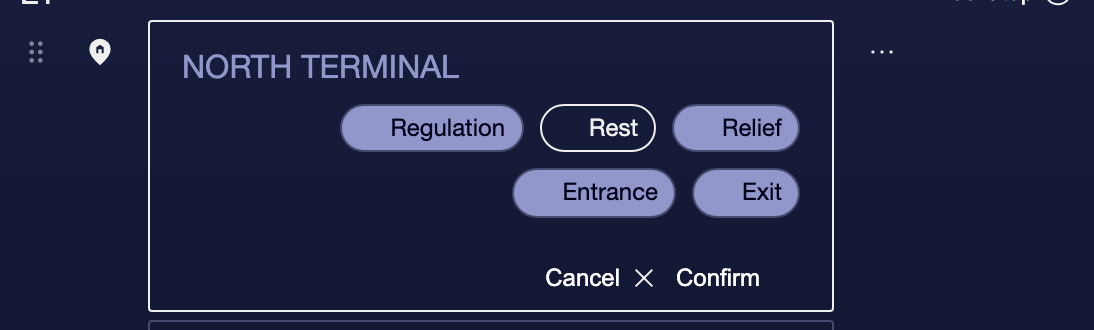 NORTH TERMINAL
Regulation Rest Relief
Entrance Exit
Cancel Confirm